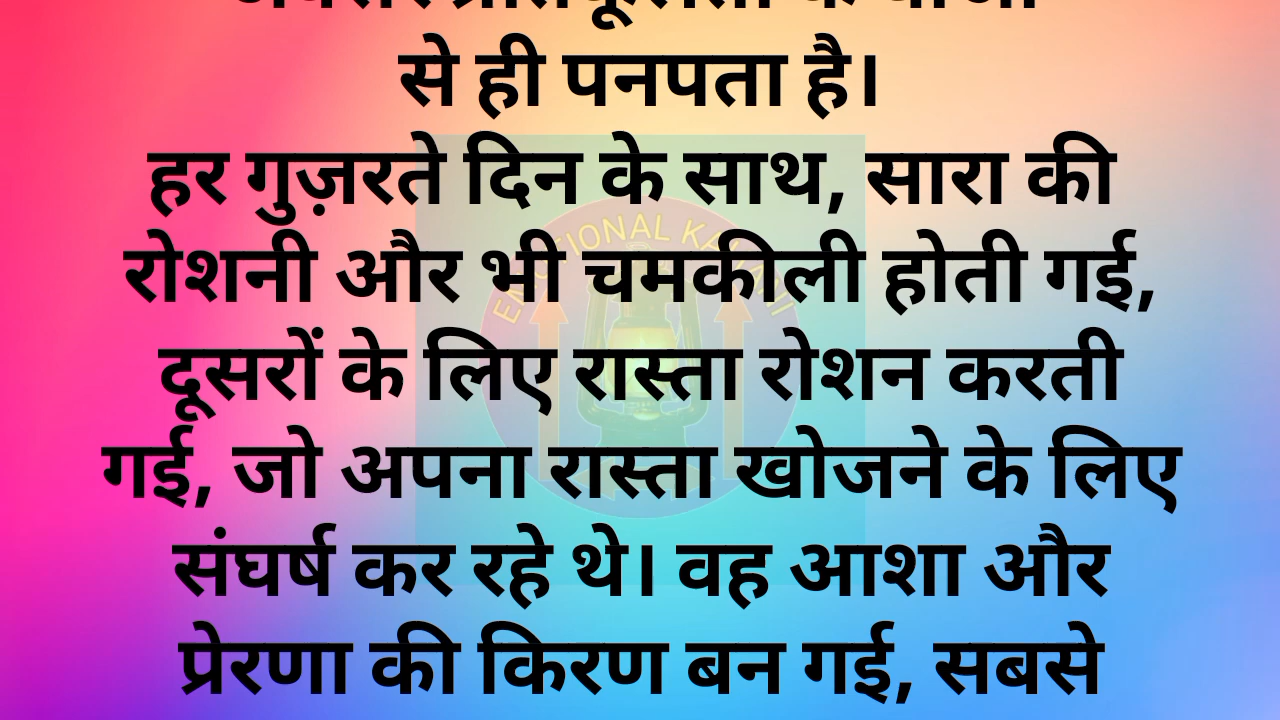 से ही पनपता है।
हर गुज़रते दिन के साथ, सारा की
रोशनी और भी चमकीली होती गई,
दूसरों के लिए रास्ता रोशन करती
गई, जो अपना रास्ता खोजने के लिए
संघर्ष कर रहे थे। वह आशा और
प्रेरणा की किरण बन गई, सबसे